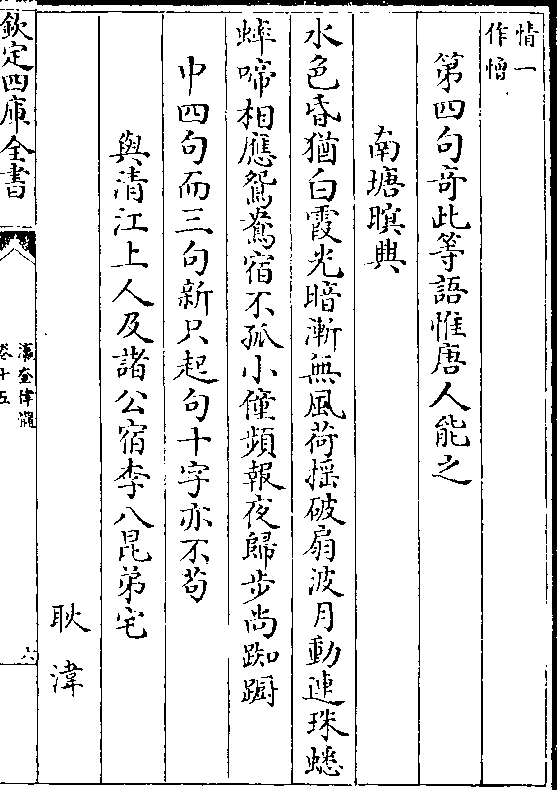 情一
作憎
第四句奇此等語惟唐人能之
南塘暝興
水色昏猶白霞光暗漸無風荷揺破扇波月動連珠蟋
蟀啼相應鴛鴦宿不孤小僮頻報夜歸步尚踟蹰
中四句而三句新只起句十字亦不苟
與清江上人及諸公宿李八昆弟宅
耿湋
欽定四庫全書
瀛奎律髓
卷十五
六